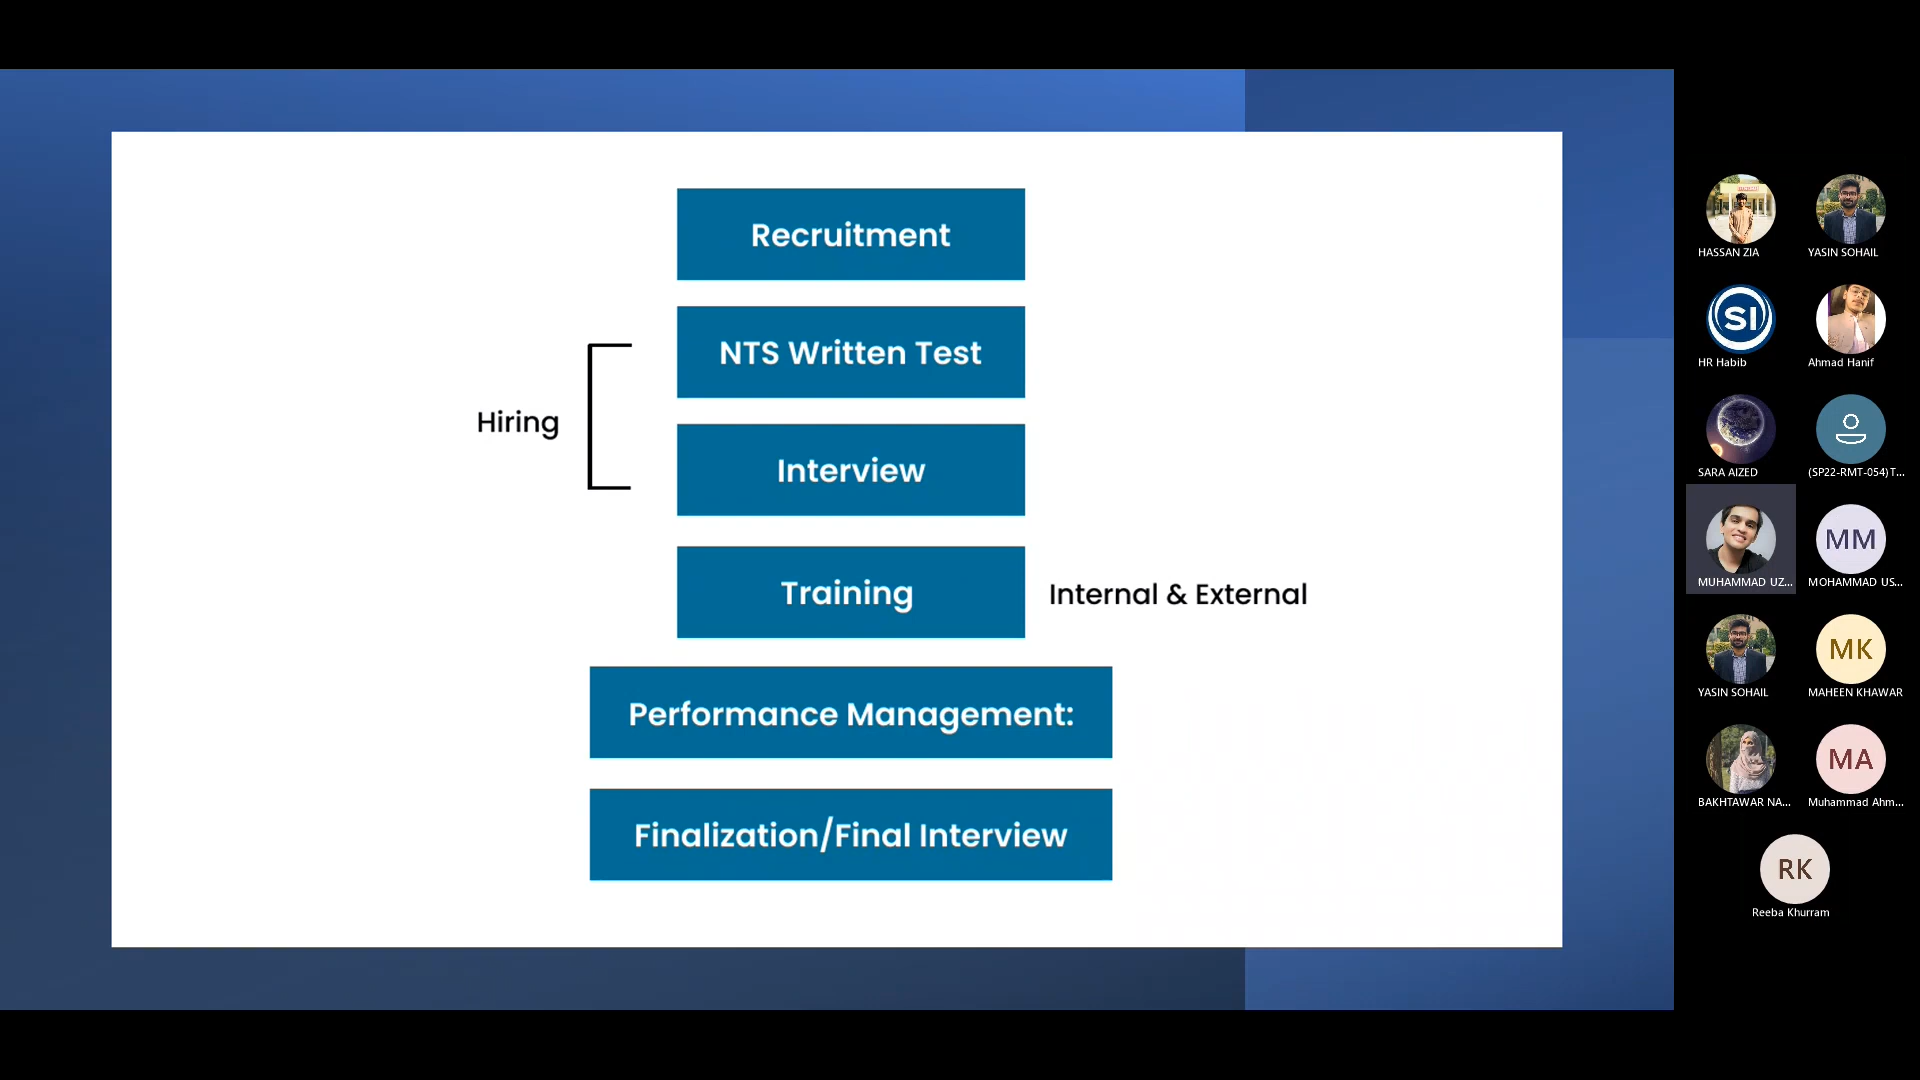 Recruitment
NTS Written Test
Hiring
Interview
Training
Internal & External
Performance Management:
Finalization/Final Interview
HASSAN ZIA
YASIN SOHAIL
SI
HR Habib
Ahmad Hanif
SARA AIZED
(SP22-RMT-054) T...
MUHAMMAD UZ...
MM
MOHAMMAD US...
YASIN SOHAIL
MK
MAHEEN KHAWAR
BAKHTAWAR NA...
MA
Muhammad Ahm...
RK
Reeba Khurram